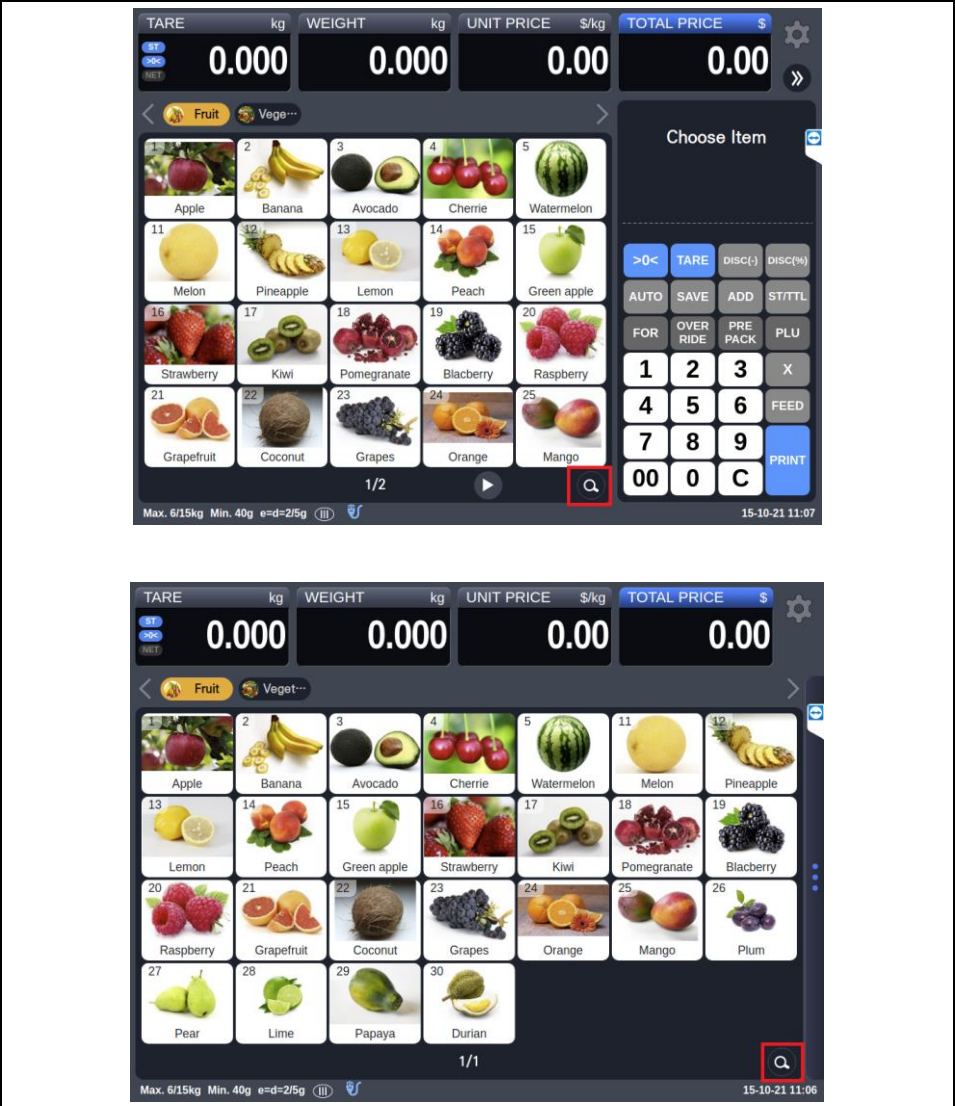 TARE kg WEIGHT kg UNIT PRICE $/kg TOTAL PRICE $
ST
>0<
NET
0.000 0.000 0.00 0.00
Fruit Vege···
Choose Item
1 2 3 4 5
Apple Banana Avocado Cherrie Watermelon
11 12 13 14 15
Melon Pineapple Lemon Peach Green apple
16 17 18 19 20
Strawberry Kiwi Pomegranate Blacberry Raspberry
21 22 23 24 25
Grapefruit Coconut Grapes Orange Mango
1/2
>0< TARE DISC(-) DISC(%)
AUTO SAVE ADD ST/TTL
FOR OVER RIDE PRE PACK PLU
1 2 3 X
4 5 6 FEED
7 8 9 PRINT
00 0 C
Max. 6/15kg Min. 40g e=d=2/5g III 15-10-21 11:07
TARE kg WEIGHT kg UNIT PRICE $/kg TOTAL PRICE $
ST
>0<
NET
0.000 0.000 0.00 0.00
Fruit Veget···
1 2 3 4 5 11 12
Apple Banana Avocado Cherrie Watermelon Melon Pineapple
13 14 15 16 17 18 19
Lemon Peach Green apple Strawberry Kiwi Pomegranate Blacberry
20 21 22 23 24 25 26
Raspberry Grapefruit Coconut Grapes Orange Mango Plum
27 28 29 30
Pear Lime Papaya Durian
1/1
Max. 6/15kg Min. 40g e=d=2/5g III 15-10-21 11:06